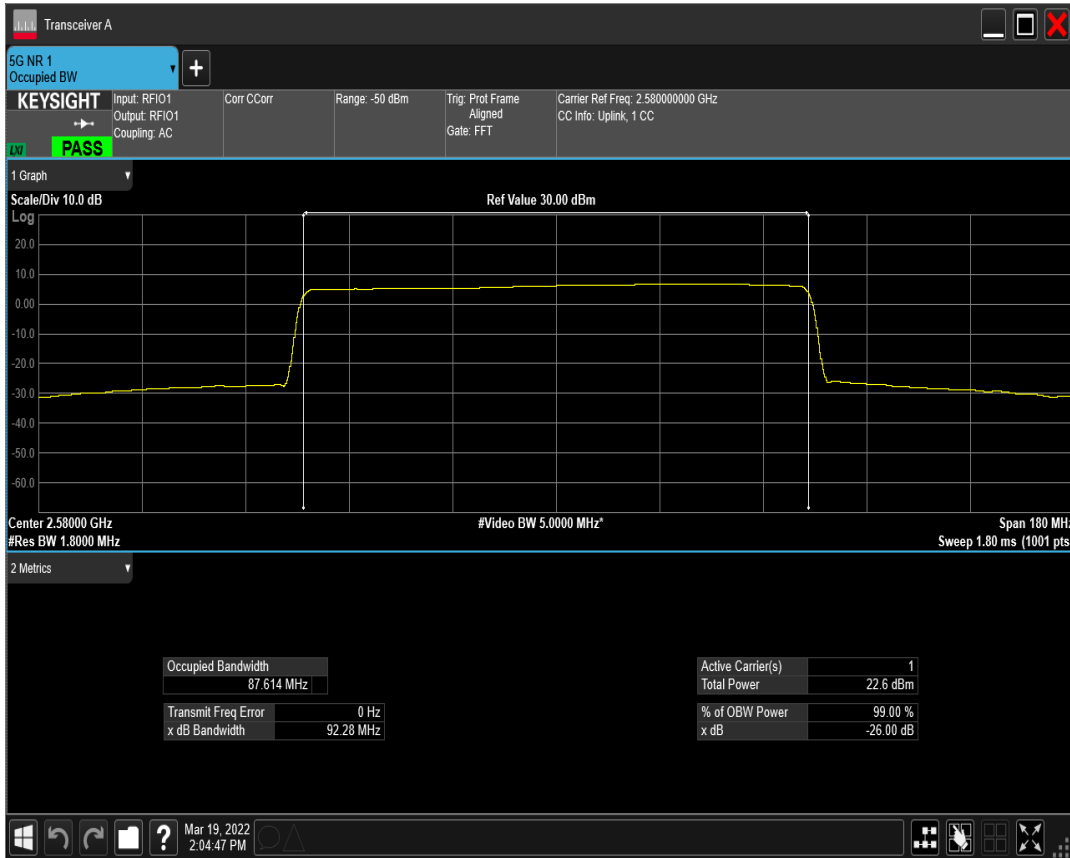 Transceiver A
5G NR 1
Occupied BW
KEYSIGHT
LXI
PASS
Input: RFIO1
Output: RFIO1
Coupling: AC
Corr CCorr
Range: -50 dBm
Trig: Prot Frame
Aligned
Gate: FFT
Carrier Ref Freq: 2.580000000 GHz
CC Info: Uplink, 1 CC
1 Graph
Scale/Div 10.0 dB
Ref Value 30.00 dBm
Log
20.0
10.0
0.00
-10.0
-20.0
-30.0
-40.0
-50.0
-60.0
Center 2.58000 GHz
#Video BW 5.0000 MHz*
Span 180 MHz
#Res BW 1.8000 MHz
Sweep 1.80 ms (1001 pts
2 Metrics
Occupied Bandwidth
87.614 MHz
Transmit Freq Error 0 Hz
x dB Bandwidth 92.28 MHz
Active Carrier(s) 1
Total Power 22.6 dBm
% of OBW Power 99.00 %
x dB -26.00 dB
?
Mar 19, 2022
2:04:47 PM